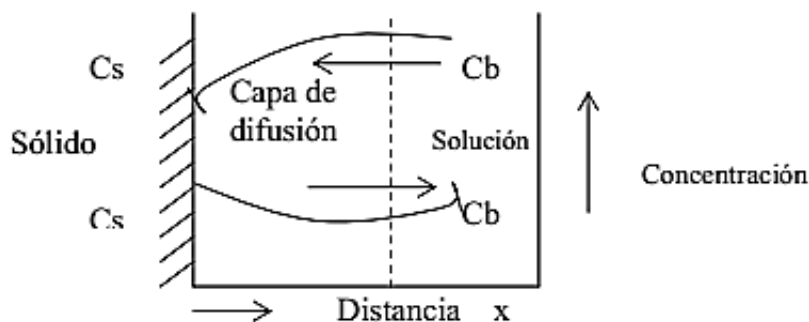 Cs
Cb
Capa de
difusión
Sólido
Solución
Concentración
Cs
Cb
Distancia x